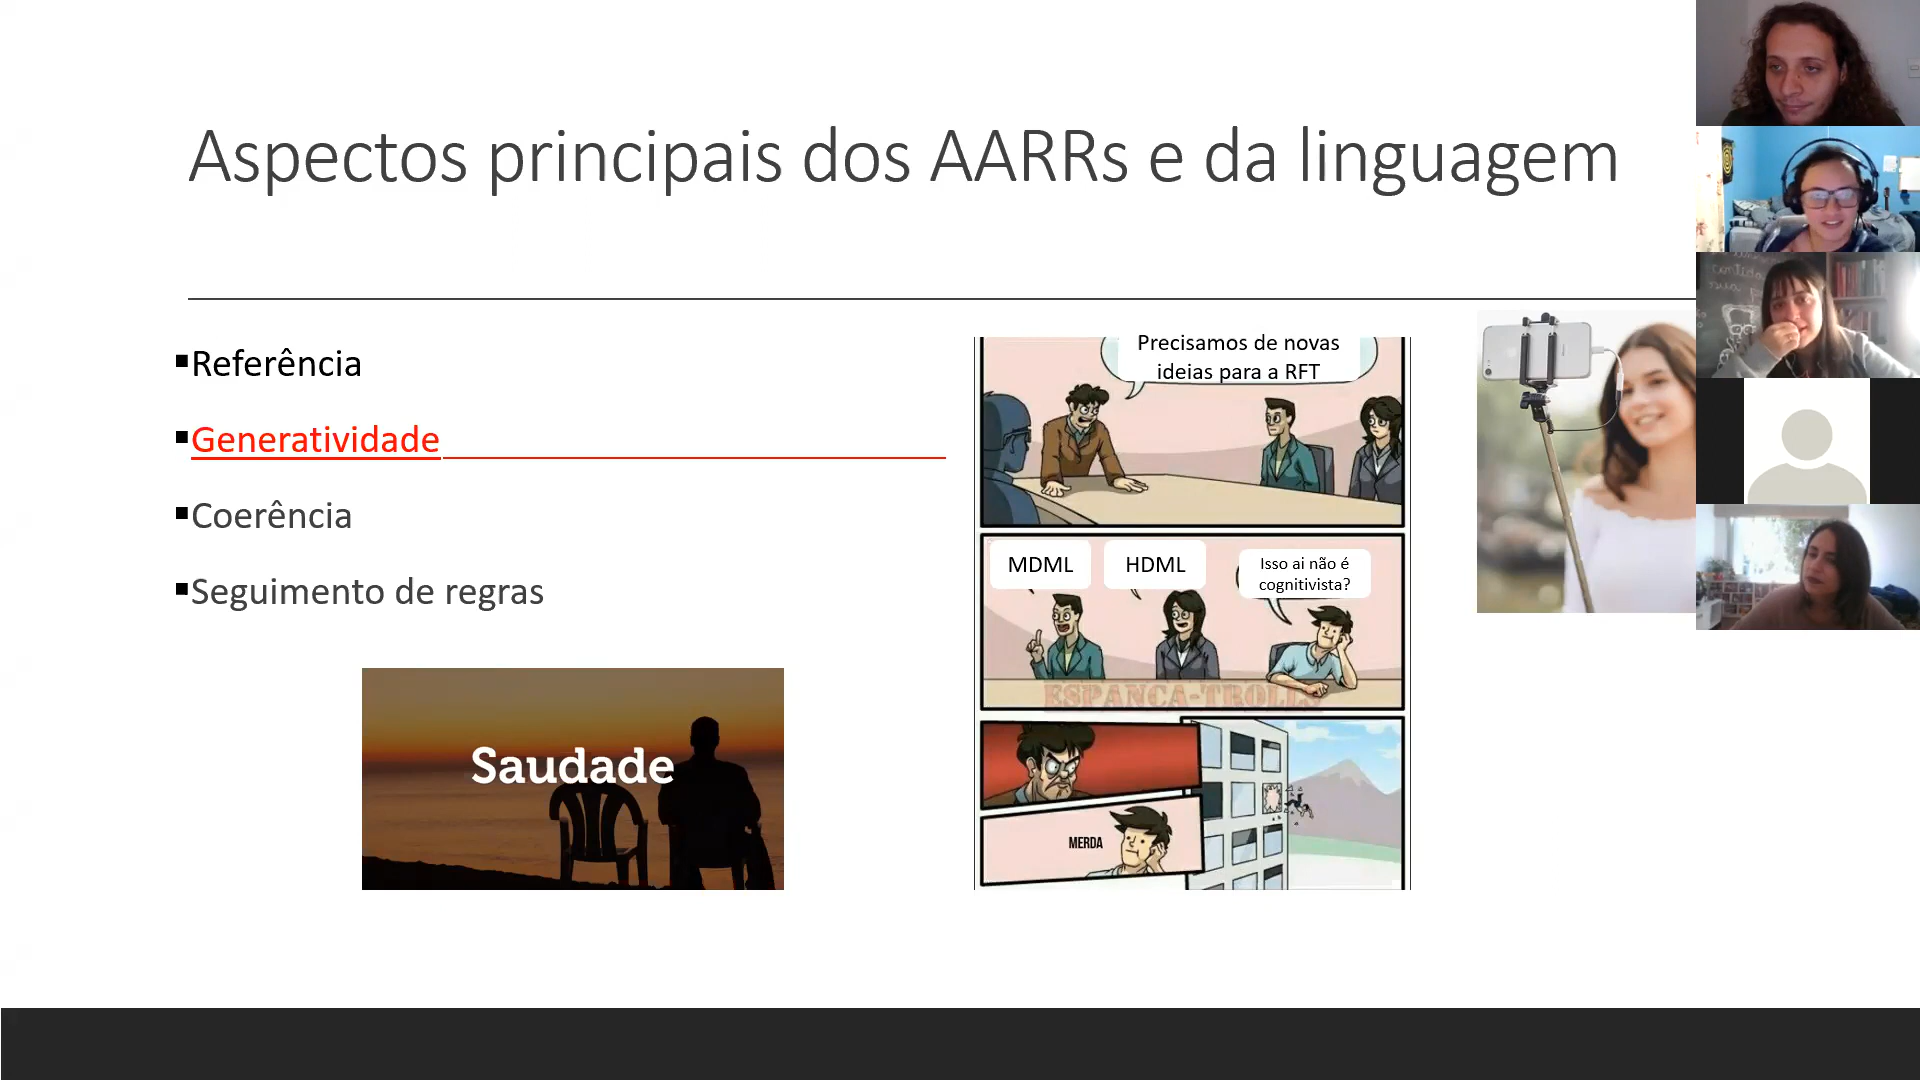 Aspectos principais dos AARRs e da linguagem
Referência
Generatividade
Coerência
Seguimento de regras
Saudade
Precisamos de novas
ideias para a RFT
MDML
HDML
Isso ai não é
cognitivista?
ESPANCA-TROLLS
MERDA